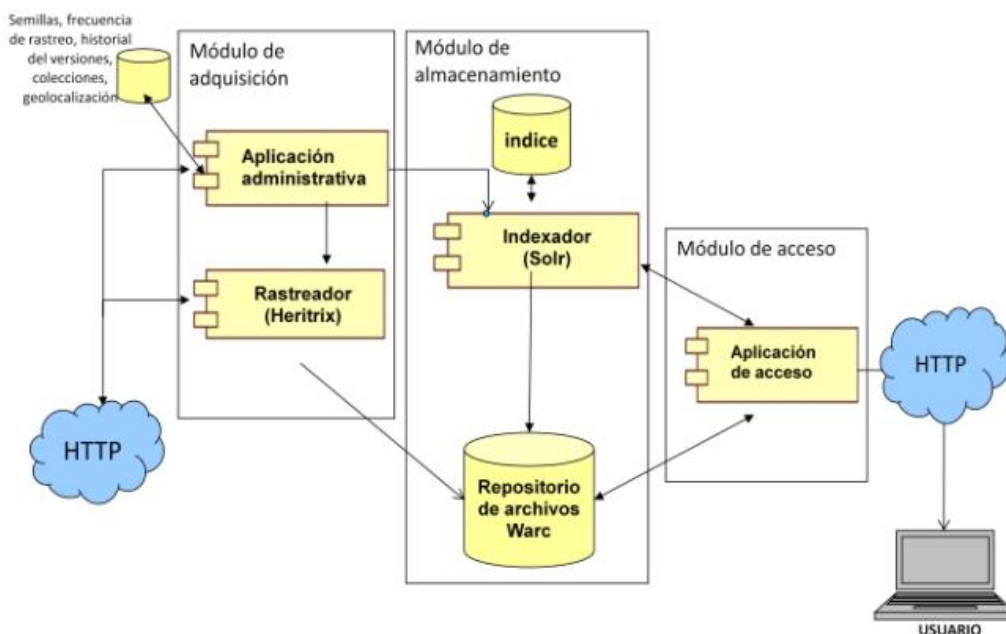 Semillas, frecuencia
de rastreo, historial
del versiones,
colecciones,
geolocalización
Módulo de
adquisición
Aplicación
administrativa
Rastreador
(Heritrix)
HTTP
Módulo de
almacenamiento
indice
Indexador
(Solr)
Repositorio
de archivos
Warc
Módulo de acceso
Aplicación
de acceso
HTTP
USUARIO